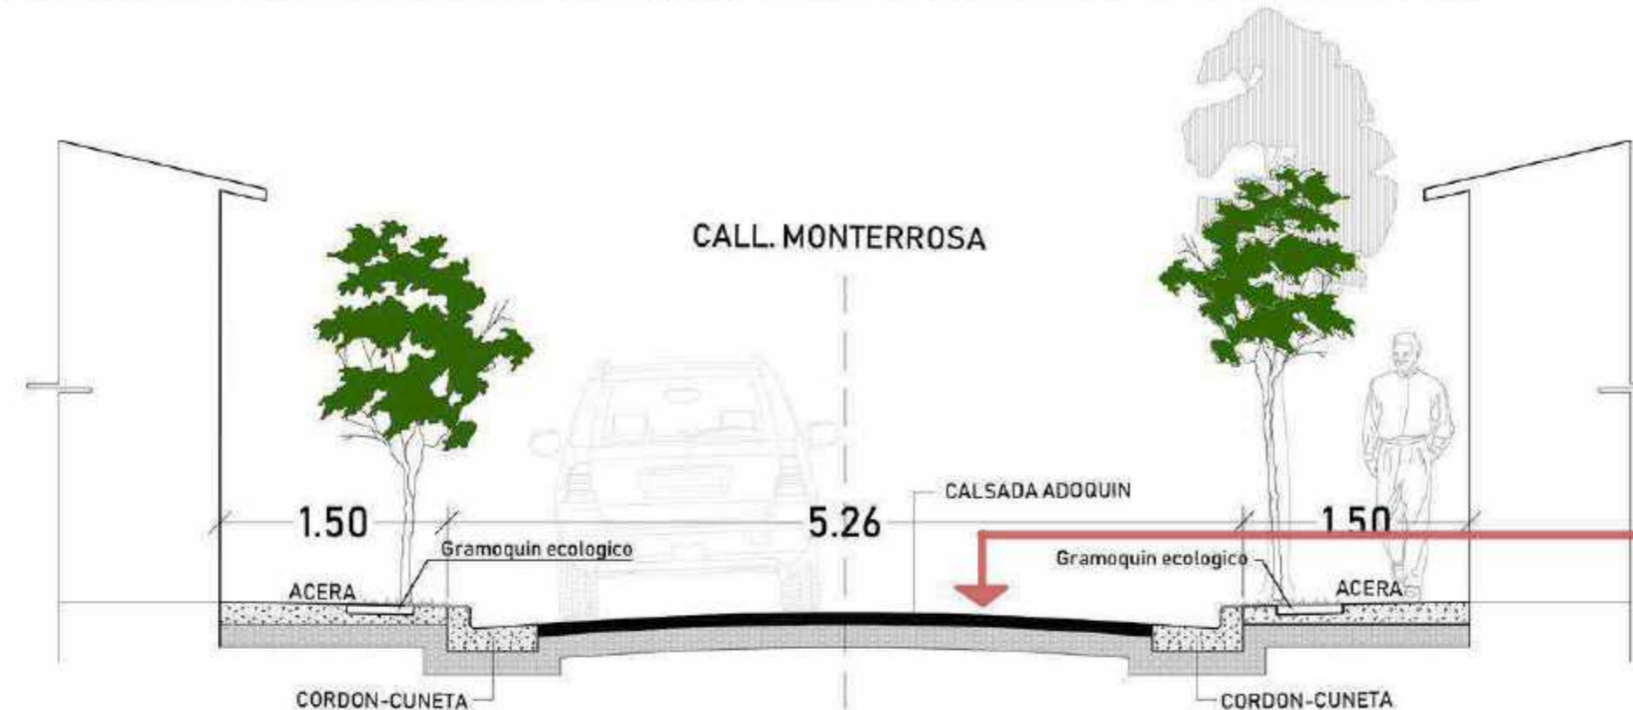 CALL. MONTERROSA
CALSADA ADOQUIN
1.50
5.26
1.50
Gramoquin ecologico
Gramoquin ecologico
ACERA
ACERA
CORDON-CUNETA
CORDON-CUNETA